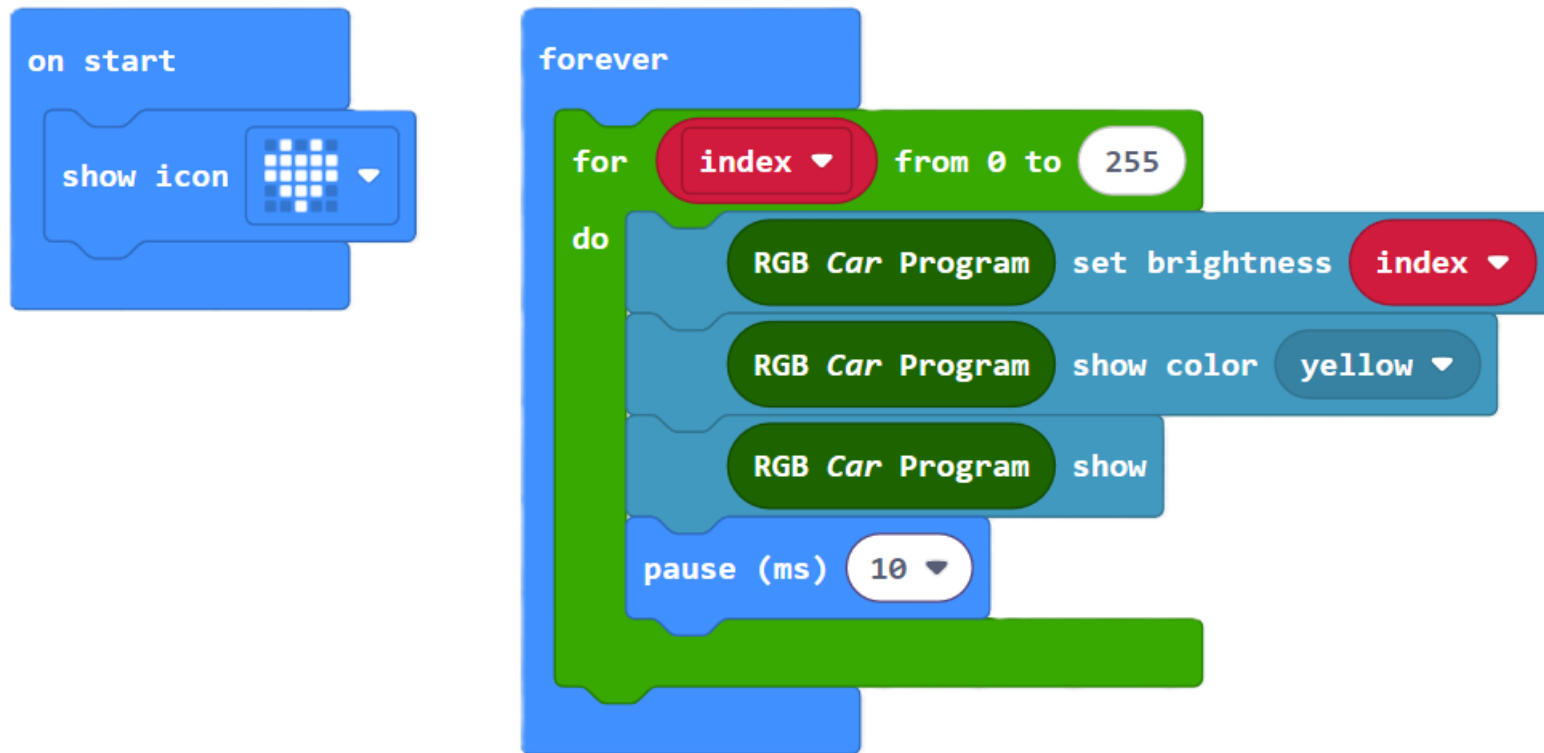 on start
show icon
forever
for index from 0 to 255
do
RGB Car Program set brightness index
RGB Car Program show color yellow
RGB Car Program show
pause (ms) 10